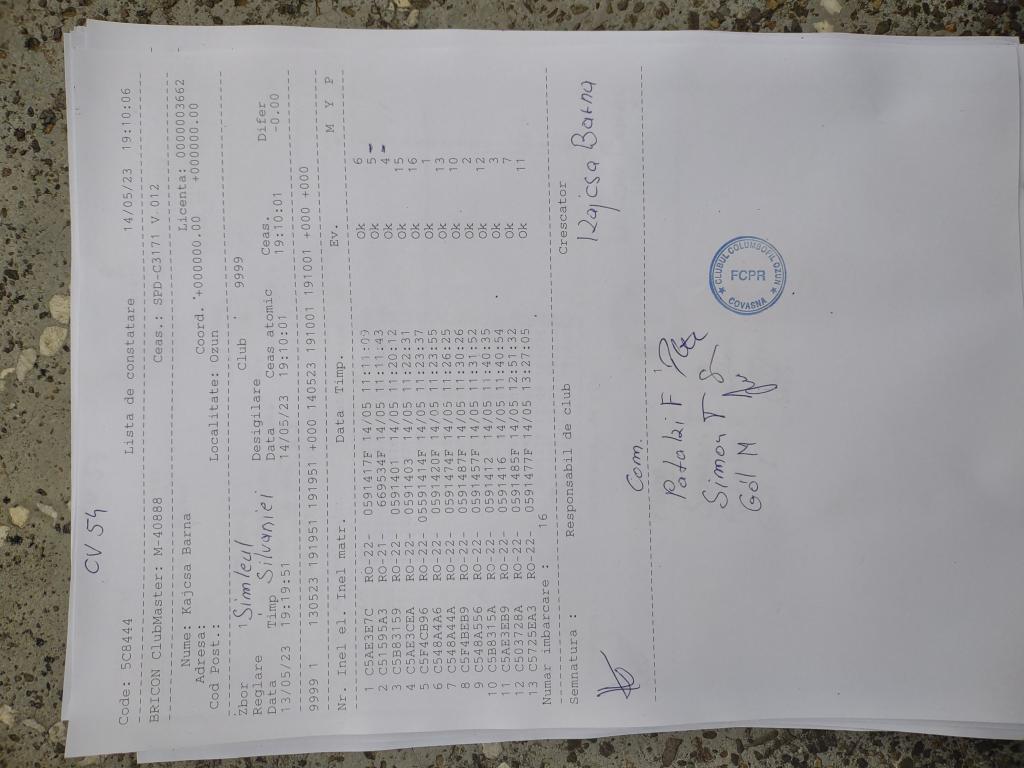 CV 54
Code: 5C8444 Lista de constatare 14/05/23 19:10:06
BRICON ClubMaster: M-40888 Ceas.: SPD-C3171 V.012 -
Nume: Kajcsa Barna Licenta: 0000003662
Adresa: Coord. +0000000.00 +000000.00
Cod Post.: Localitate: Ozun
Zbor Simleul Silvaniei Club 9999
Reglare Desigilare Difer
Data Timp Data Ceas atomic Ceas. -0.00
13/05/23 19:19:51 14/05/23 19:10:01 19:10:01
9999 1 130523 191951 191951 +000 140523 191001 191001 +000 +000
Nr. Inel el. Inel matr. Data Timp. Ev. M Y P
1 C5AE3E7C RO-22- 0591417F 14/05 11:11:09 Ok 6
2 C51595A3 RO-21- 669534F 14/05 11:11:43 Ok 5
3 C5B83159 RO-22- 0591401 14/05 11:20:12 Ok 4
4 C5AE3CEA RO-22- 0591403 14/05 11:22:31 Ok 15
5 C5F4CB96 RO-22- 0591414F 14/05 11:23:37 Ok 16
6 C548A4A6 RO-22- 0591420F 14/05 11:23:55 Ok 1
7 C548A44A RO-22- 0591474F 14/05 11:26:25 Ok 13
8 C5F4BEB9 RO-22- 0591487F 14/05 11:30:26 Ok 10
9 C548A556 RO-22- 0591457F 14/05 11:31:52 Ok 2
10 C5B8315A RO-22- 0591412 14/05 11:40:35 Ok 12
11 C5AE3EB9 RO-22- 0591416 14/05 11:40:54 Ok 3
12 C50372BA RO-22- 0591485F 14/05 12:51:32 Ok 7
13 C5725EA3 RO-22- 0591477F 14/05 13:27:05 Ok 11
Numar imbarcare : 16
Semnatura : Responsabil de club Crescator
Kajcsa Barna
Com.
Pataki F
Simon T
Gól M
CLUBUL COLUMBOFIL OZUN
FCPR
COVASNA